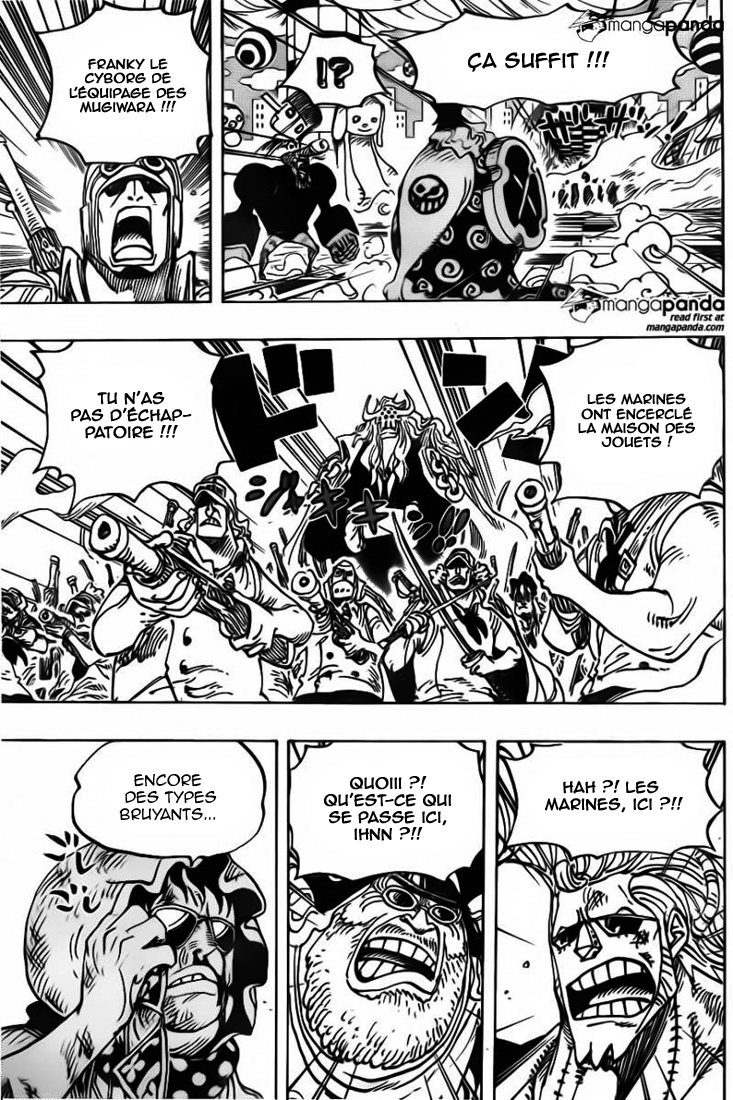 mangapanda
ÇA SUFFIT !!!
!?
FRANKY LE
CYBORG DE
L'ÉQUIPAGE DES
MUGIWARA !!!
mangapanda
read first at
mangapanda.com
LES MARINES
ONT ENCERCLÉ
LA MAISON DES
JOUETS !
TU N'AS
PAS D'ÉCHAP-
PATOIRE !!!
ドド
HAH ?! LES
MARINES, ICI ?!!
QUOIII ?!
QU'EST-CE QUI
SE PASSE ICI,
IHNN ?!!
ENCORE
DES TYPES
BRUYANTS...